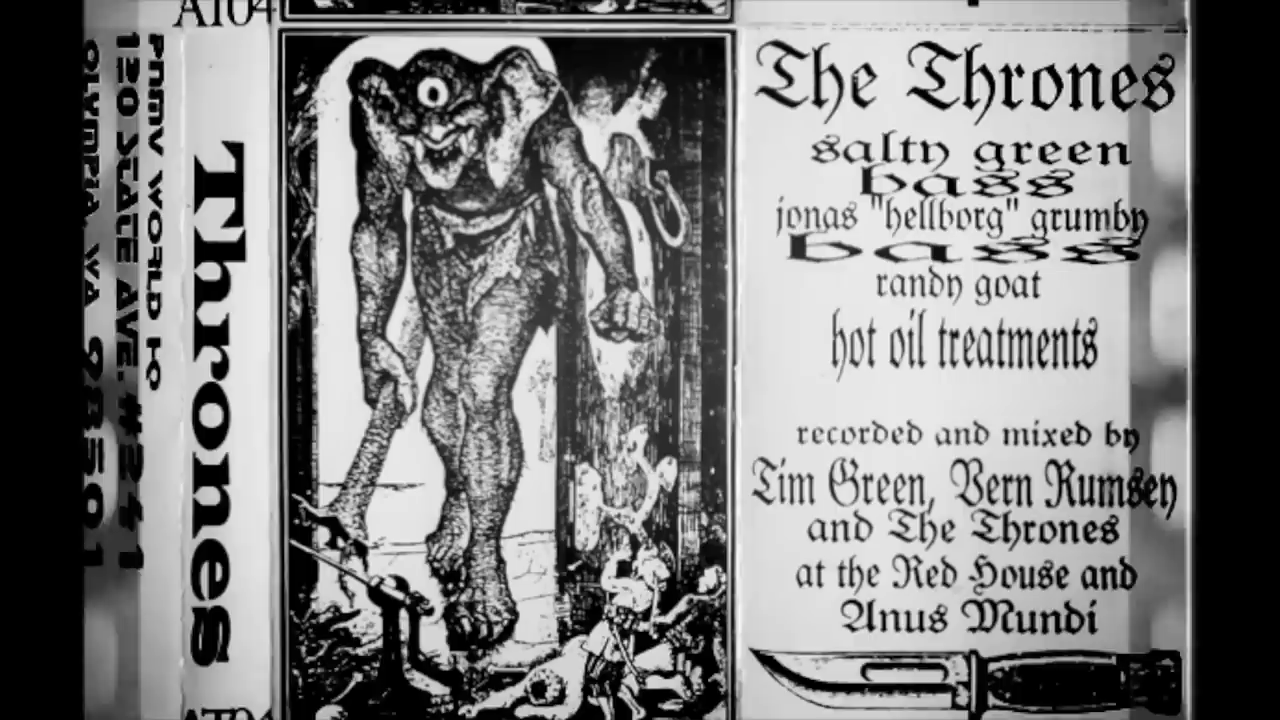 AT04
PNMV WORLD HQ
120 STATE AVE. #241
OLYMPIA, WA 98501
Thrones
AT04
The Thrones
salty green
bass
jonas "hellborg" grumby
bass
randy goat
hot oil treatments
recorded and mixed by
Tim Green, Vern Rumsey
and The Thrones
at the Red House and
Anus Mundi